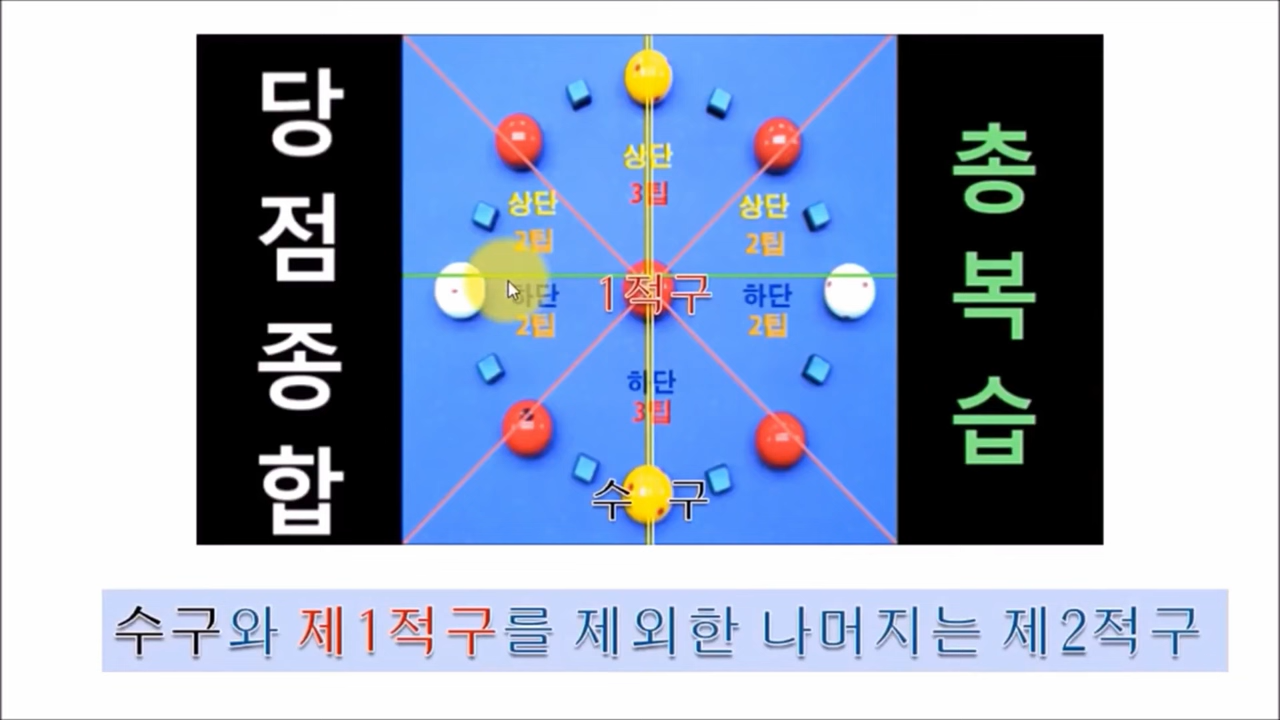 당점종합
총복습
상단
3팁
상단
2팁
상단
2팁
1적구
하단
2팁
하단
2팁
하단
3팁
수구
수구와 제1적구를 제외한 나머지는 제2적구